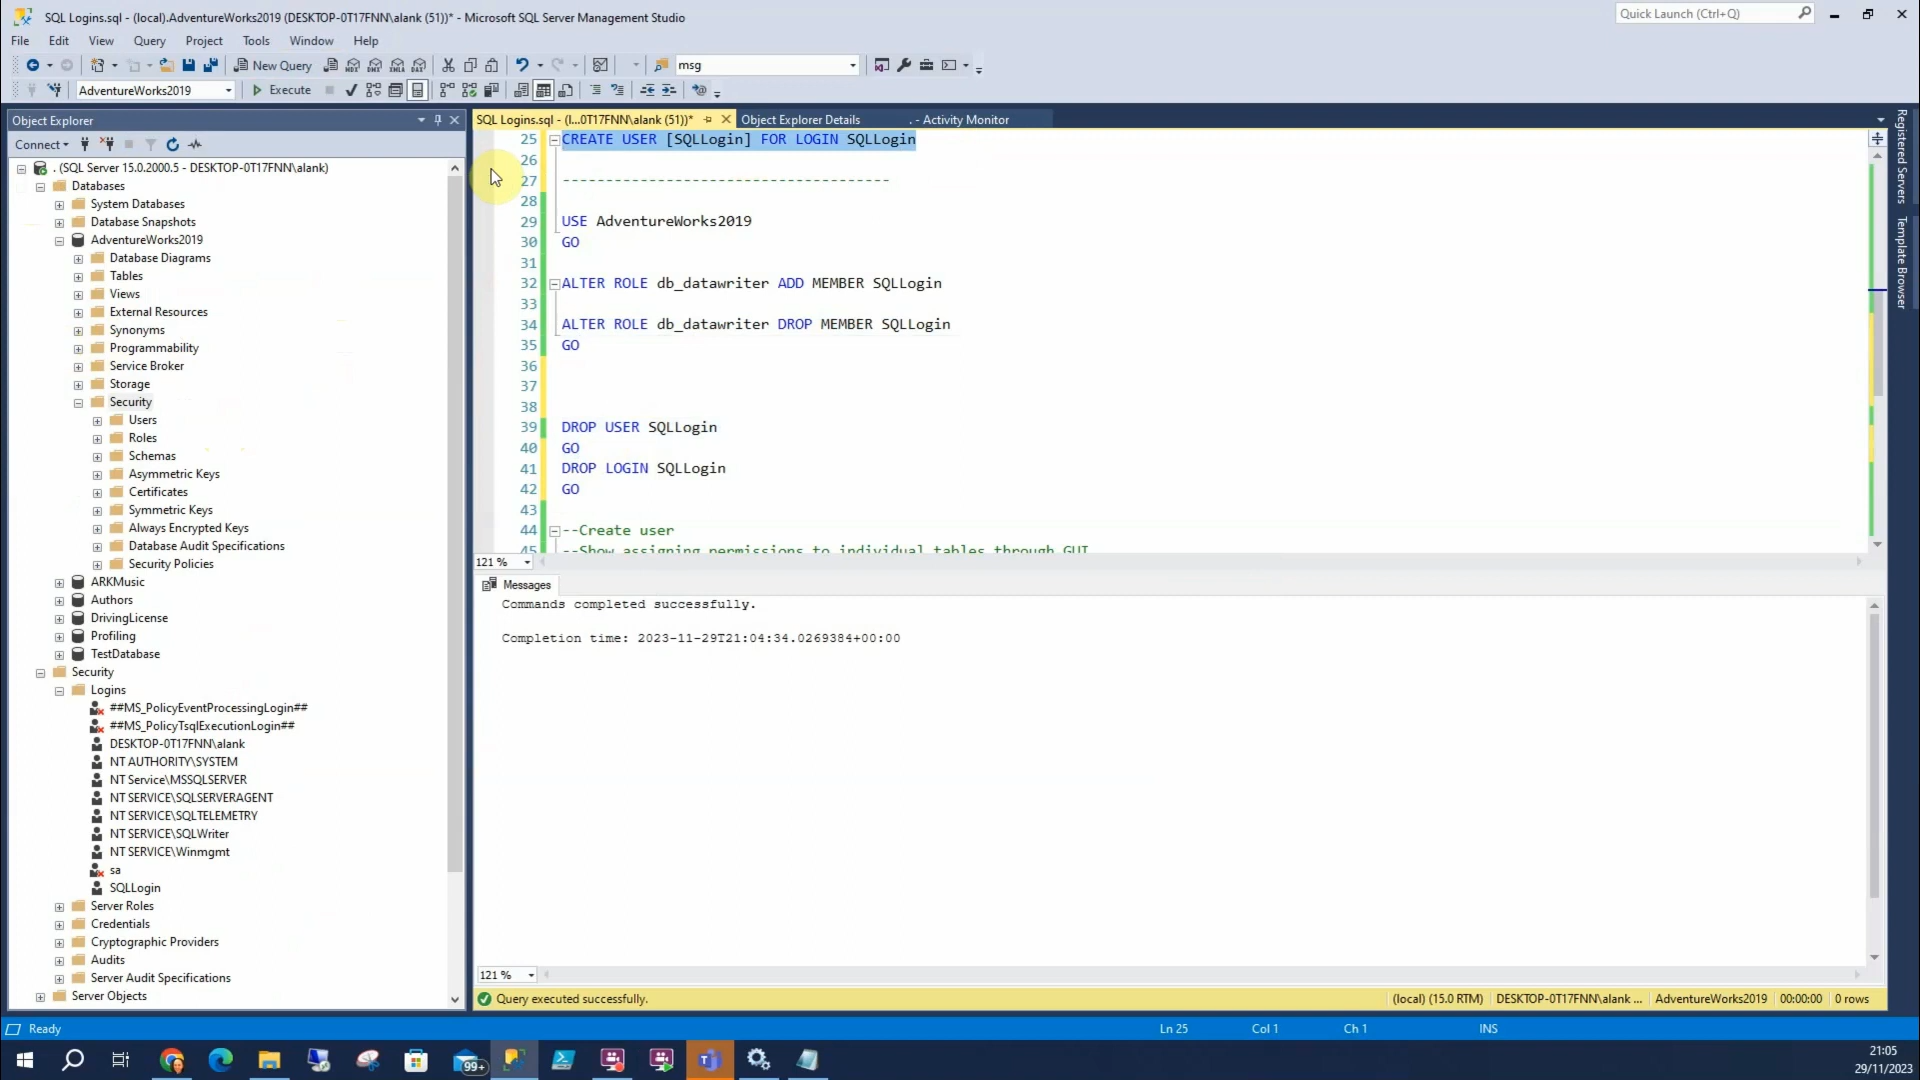 SQL Logins.sql - (local).AdventureWorks2019 (DESKTOP-0T17FNN\alank (51))* - Microsoft SQL Server Management Studio
Quick Launch (Ctrl+Q)
File Edit View Query Project Tools Window Help
New Query
msg
AdventureWorks2019
Execute
Object Explorer
Connect
. (SQL Server 15.0.2000.5 - DESKTOP-0T17FNN\alank)
Databases
System Databases
Database Snapshots
AdventureWorks2019
Database Diagrams
Tables
Views
External Resources
Synonyms
Programmability
Service Broker
Storage
Security
Users
Roles
Schemas
Asymmetric Keys
Certificates
Symmetric Keys
Always Encrypted Keys
Database Audit Specifications
Security Policies
ARKMusic
Authors
DrivingLicense
Profiling
TestDatabase
Security
Logins
##MS_PolicyEventProcessingLogin##
##MS_PolicyTsqlExecutionLogin##
DESKTOP-0T17FNN\alank
NT AUTHORITY\SYSTEM
NT Service\MSSQLSERVER
NT SERVICE\SQLSERVERAGENT
NT SERVICE\SQLTELEMETRY
NT SERVICE\SQLWriter
NT SERVICE\Winmgmt
sa
SQLLogin
Server Roles
Credentials
Cryptographic Providers
Audits
Server Audit Specifications
Server Objects
SQL Logins.sql - (l...0T17FNN\alank (51))* Object Explorer Details . - Activity Monitor
25 CREATE USER [SQLLogin] FOR LOGIN SQLLogin
26
27 --------------------------------------
28
29 USE AdventureWorks2019
30 GO
31
32 ALTER ROLE db_datawriter ADD MEMBER SQLLogin
33
34 ALTER ROLE db_datawriter DROP MEMBER SQLLogin
35 GO
36
37
38
39 DROP USER SQLLogin
40 GO
41 DROP LOGIN SQLLogin
42 GO
43
44 --Create user
45 --Show assigning permissions to individual tables through GUI
121 %
Messages
Commands completed successfully.
Completion time: 2023-11-29T21:04:34.0269384+00:00
121 %
Query executed successfully.
(local) (15.0 RTM) DESKTOP-0T17FNN\alank ... AdventureWorks2019 00:00:00 0 rows
Registered Servers
Template Browser
Ready
Ln 25 Col 1 Ch 1 INS
99+
21:05
29/11/2023